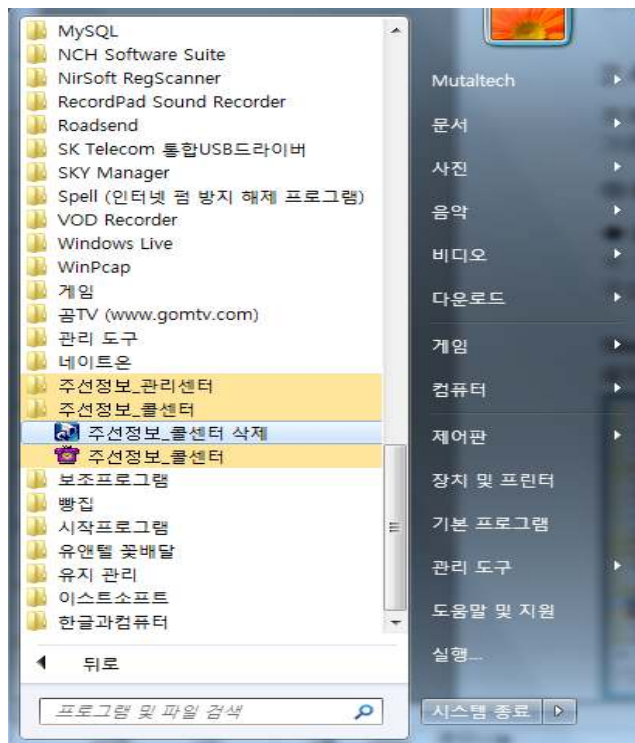 MySQL
NCH Software Suite
NirSoft RegScanner
RecordPad Sound Recorder
Roadsend
SK Telecom 통합USB드라이버
SKY Manager
Spell (인터넷 펌 방지 해제 프로그램)
VOD Recorder
Windows Live
WinPcap
게임
곰TV (www.gomtv.com)
관리 도구
네이트온
주선정보_관리센터
주선정보_콜센터
주선정보_콜센터 삭제
주선정보_콜센터
보조프로그램
빵집
시작프로그램
유앤텔 꽃배달
유지 관리
이스트소프트
한글과컴퓨터
뒤로
프로그램 및 파일 검색
Mutaltech
문서
사진
음악
비디오
다운로드
게임
컴퓨터
제어판
장치 및 프린터
기본 프로그램
관리 도구
도움말 및 지원
실행...
시스템 종료